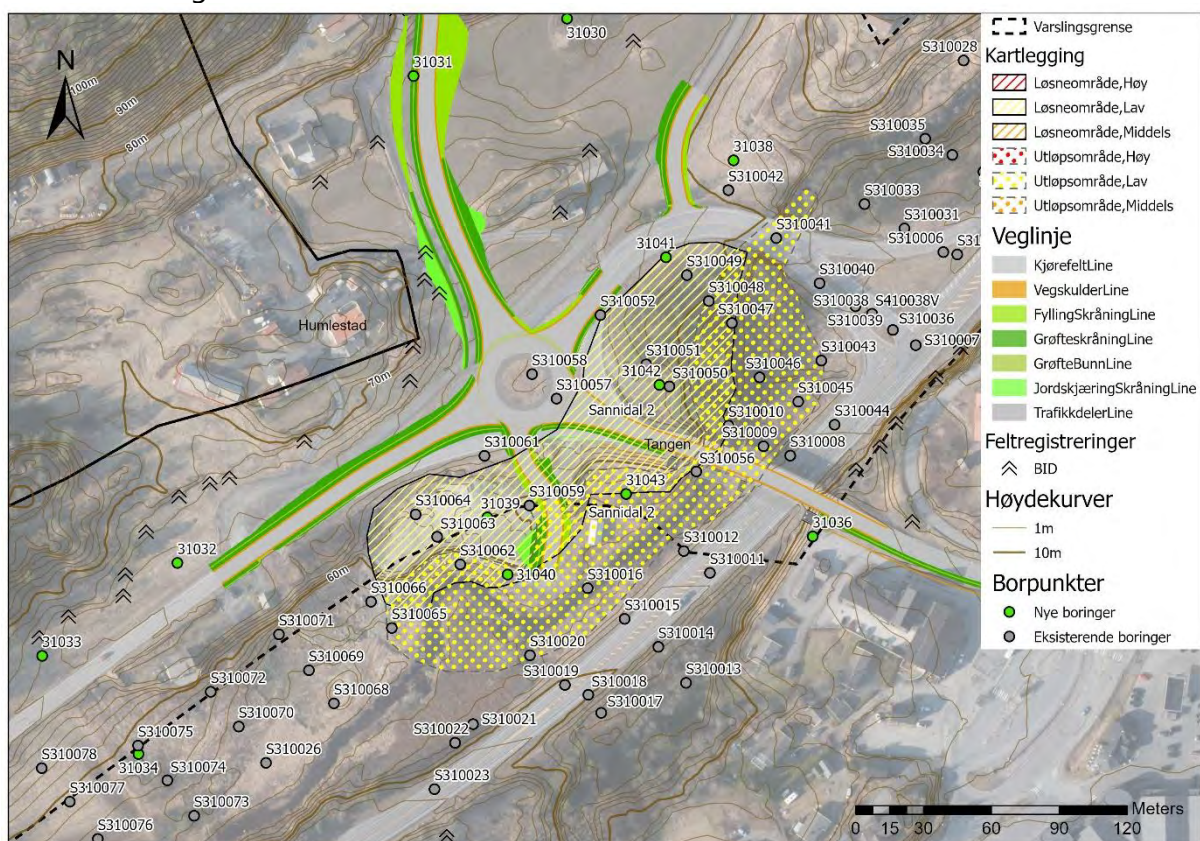 N
100m
90m
80m
70m
60m
31030
31031
S310028
S310035
S310034
31038
S310042
S310033
S310031
S310041
S310006
S31
31041
S310049
S310040
S310048
S310052
S310047
S310038
S410038V
S310039
S310036
S310007
Humlestad
S310058
S310051
S310043
31042
S310050
S310046
S310057
S310045
Sannidal 2
S310010
S310044
Tangen
S310009
S310008
S310061
S310056
31043
S310064
31039
S310059
Sannidal 2
S310063
S310012
31036
S310062
S310011
31032
31040
S310016
S310066
S310065
S310015
S310071
S310014
31033
S310020
S310069
S310019
S310013
S310072
S310018
S310068
S310017
S310070
S310021
S310075
S310022
S310078
31034
S310026
S310074
S310023
S310077
S310073
S310076
Varslingsgrense
Kartlegging
Løsneområde,Høy
Løsneområde,Lav
Løsneområde,Middels
Utløpsområde,Høy
Utløpsområde,Lav
Utløpsområde,Middels
Veglinje
KjørefeltLine
VegskulderLine
FyllingSkråningLine
GrøfteskråningLine
GrøfteBunnLine
JordskjæringSkråningLine
TrafikkdelerLine
Feltregistreringer
BID
Høydekurver
1m
10m
Borpunkter
Nye boringer
Eksisterende boringer
Meters
0 15 30 60 90 120